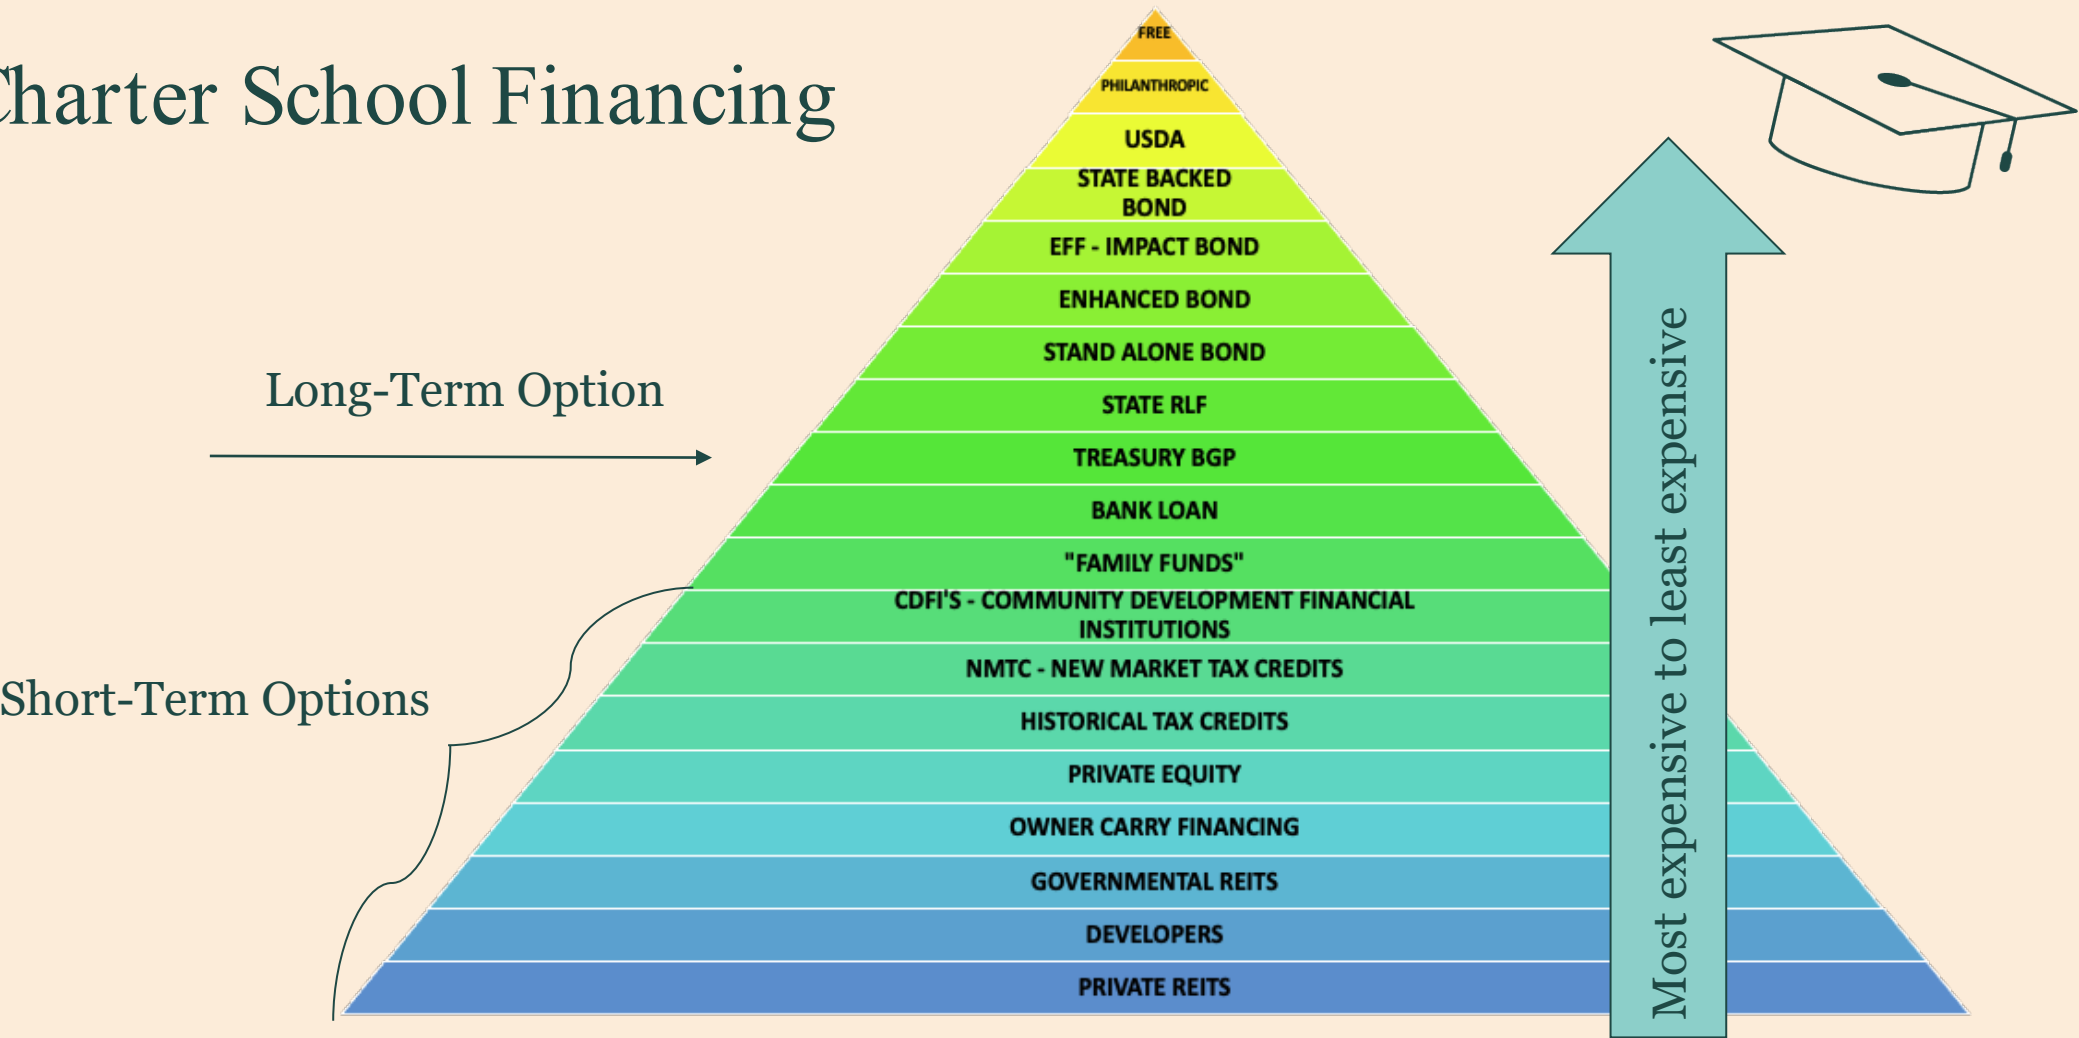 Charter School Financing
FREE
PHILANTHROPIC
USDA
STATE BACKED
BOND
EFF - IMPACT BOND
ENHANCED BOND
STAND ALONE BOND
STATE RLF
TREASURY BGP
BANK LOAN
"FAMILY FUNDS"
CDFI'S - COMMUNITY DEVELOPMENT FINANCIAL
INSTITUTIONS
NMTC - NEW MARKET TAX CREDITS
HISTORICAL TAX CREDITS
PRIVATE EQUITY
OWNER CARRY FINANCING
GOVERNMENTAL REITS
DEVELOPERS
PRIVATE REITS
Long-Term Option
Short-Term Options
Most expensive to least expensive